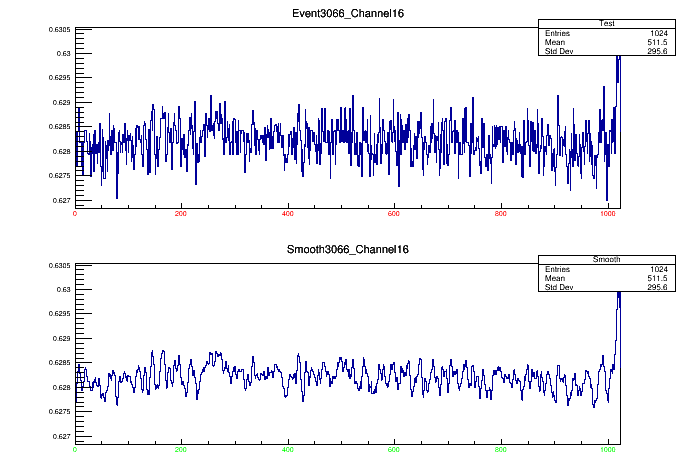 Event3066_Channel16
Test
Entries 1024
Mean 511.5
Std Dev 295.6
0.6305
0.63
0.6295
0.629
0.6285
0.628
0.6275
0.627
0 200 400 600 800 1000
Smooth3066_Channel16
Smooth
Entries 1024
Mean 511.5
Std Dev 295.6
0.6305
0.63
0.6295
0.629
0.6285
0.628
0.6275
0.627
0 200 400 600 800 1000